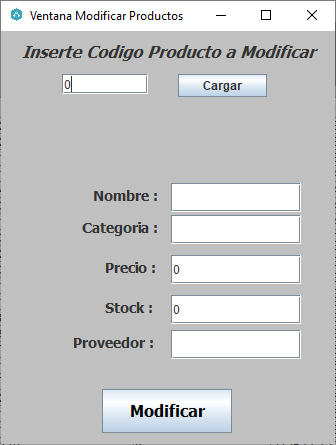 Ventana Modificar Productos
Inserte Codigo Producto a Modificar
0 Cargar
Nombre :
Categoria :
Precio : 0
Stock : 0
Proveedor :
Modificar